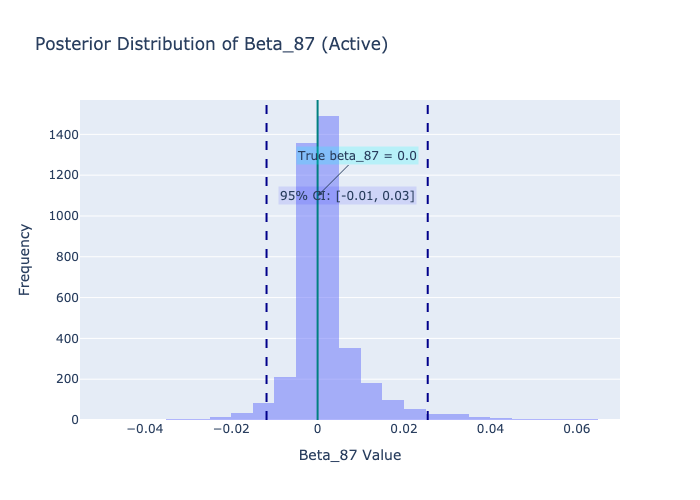 Posterior Distribution of Beta_87 (Active)
1400
1200
1000
800
600
400
200
0
Frequency
True beta_87 = 0.0
95% CI: [-0.01, 0.03]
−0.04
−0.02
0
0.02
0.04
0.06
Beta_87 Value